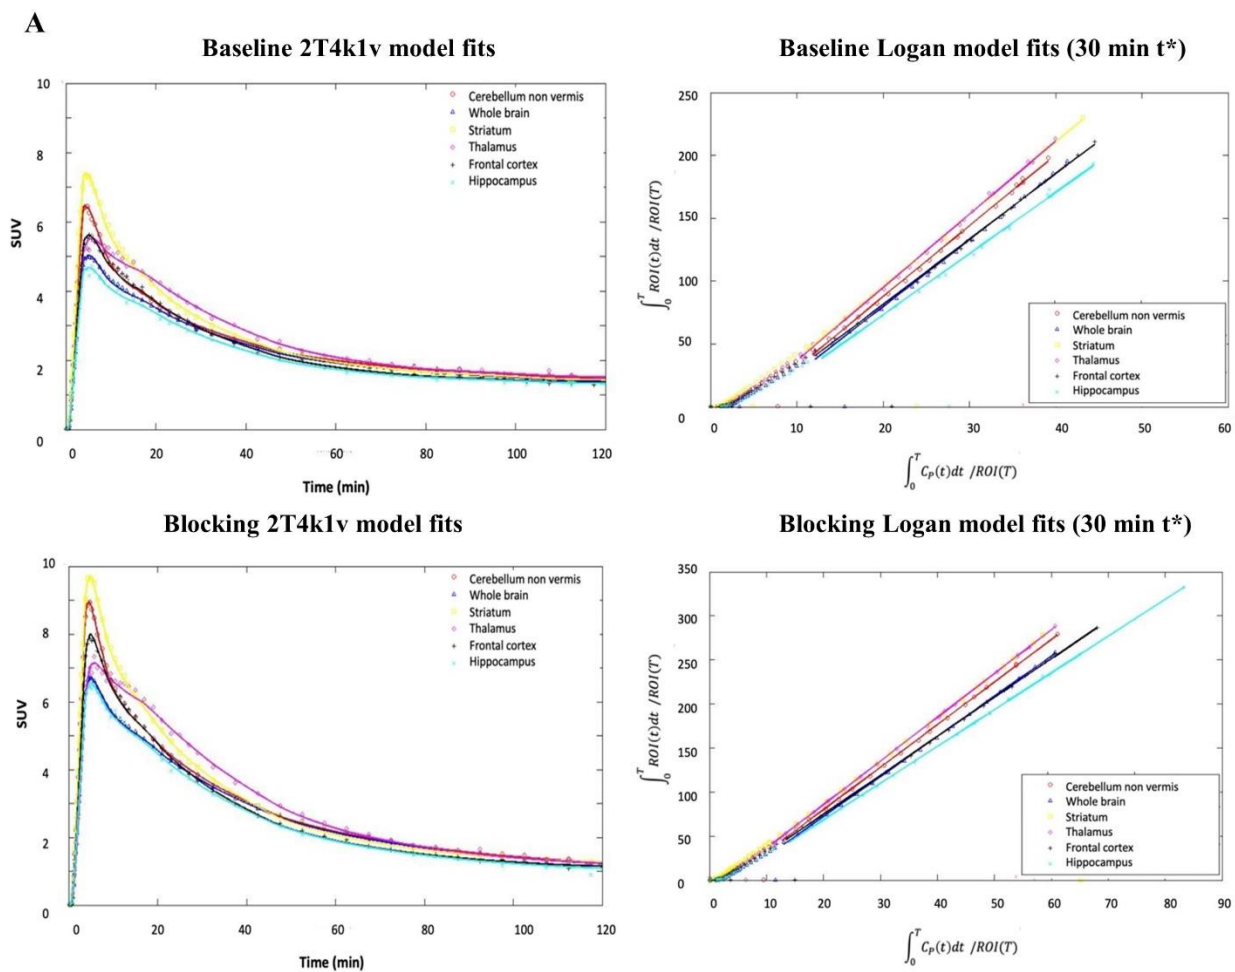 A
Baseline 2T4k1v model fits
10
8
6
4
2
0
SUV
Cerebellum non vermis
Whole brain
Striatum
Thalamus
Frontal cortex
Hippocampus
0 20 40 60 80 100 120
Time (min)
Baseline Logan model fits (30 min t*)
250
200
150
100
50
0
∫₀ᵀ ROI(t)dt /ROI(T)
Cerebellum non vermis
Whole brain
Striatum
Thalamus
Frontal cortex
Hippocampus
0 10 20 30 40 50 60
∫₀ᵀ C_P(t)dt /ROI(T)
Blocking 2T4k1v model fits
10
8
6
4
2
0
SUV
Cerebellum non vermis
Whole brain
Striatum
Thalamus
Frontal cortex
Hippocampus
0 20 40 60 80 100 120
Time (min)
Blocking Logan model fits (30 min t*)
350
300
250
200
150
100
50
0
∫₀ᵀ ROI(t)dt /ROI(T)
Cerebellum non vermis
Whole brain
Striatum
Thalamus
Frontal cortex
Hippocampus
0 10 20 30 40 50 60 70 80 90
∫₀ᵀ C_P(t)dt /ROI(T)